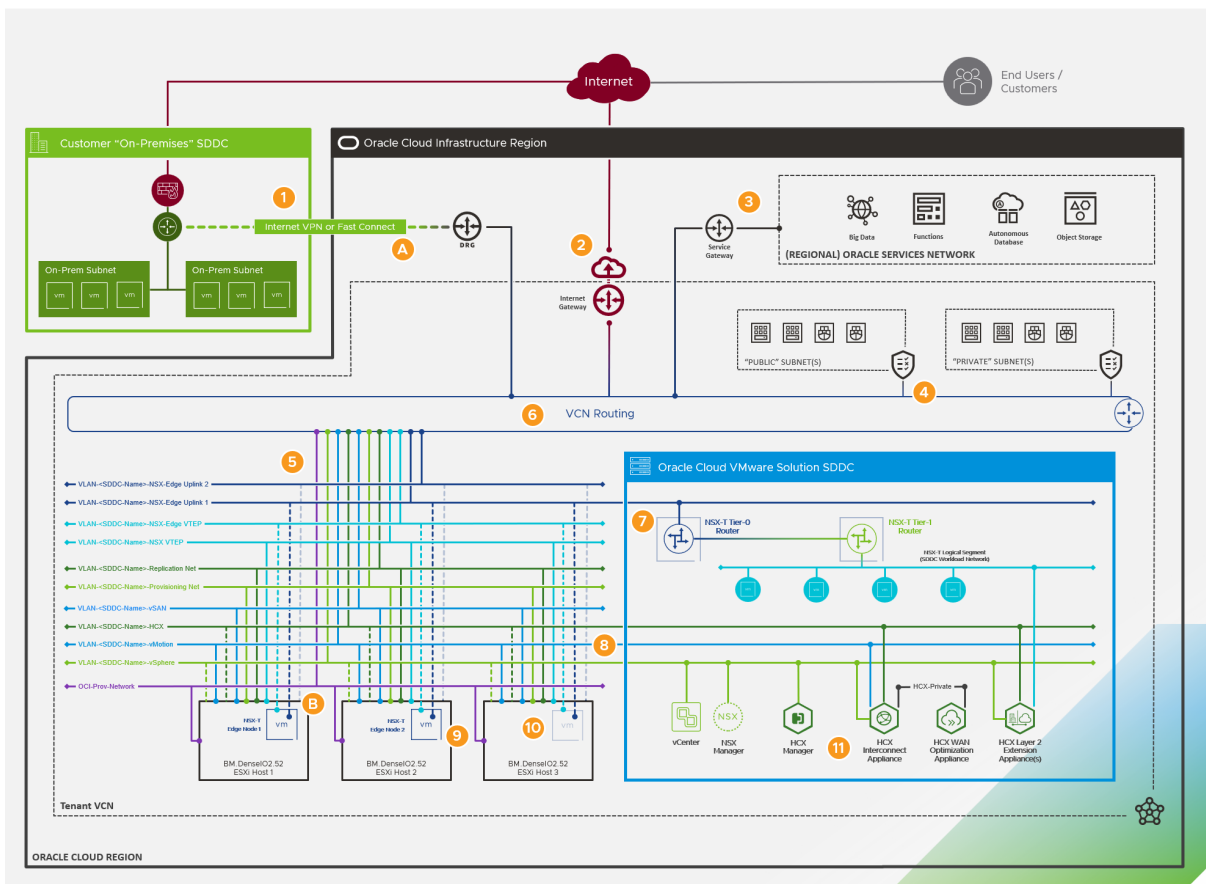 Internet
End Users /
Customers
Customer “On-Premises” SDDC
Oracle Cloud Infrastructure Region
1
Internet VPN or Fast Connect
A
DRG
2
Internet
Gateway
3
Service
Gateway
Big Data
Functions
Autonomous
Database
Object Storage
(REGIONAL) ORACLE SERVICES NETWORK
On-Prem Subnet
vm
vm
vm
On-Prem Subnet
vm
vm
vm
"PUBLIC" SUBNET(S)
"PRIVATE" SUBNET(S)
4
6
VCN Routing
5
VLAN-<SDDC-Name>-NSX-Edge Uplink 2
VLAN-<SDDC-Name>-NSX-Edge Uplink 1
VLAN-<SDDC-Name>-NSX-Edge VTEP
VLAN-<SDDC-Name>-NSX VTEP
VLAN-<SDDC-Name>-Replication Net
VLAN-<SDDC-Name>-Provisioning Net
VLAN-<SDDC-Name>-vSAN
VLAN-<SDDC-Name>-HCX
VLAN-<SDDC-Name>-vMotion
VLAN-<SDDC-Name>-vSphere
OCI-Prov-Network
Oracle Cloud VMware Solution SDDC
7
NSX-T Tier-0
Router
NSX-T Tier-1
Router
NSX-T Logical Segment
(SDDC Workload Network)
8
HCX-Private
NSX
vCenter
NSX
Manager
HCX
Manager
11
HCX
Interconnect
Appliance
HCX WAN
Optimization
Appliance
HCX Layer 2
Extension
Appliance(s)
B
NSX-T
Edge Node 1
vm
BM.DenseIO2.52
ESXi Host 1
NSX-T
Edge Node 2
vm
9
BM.DenseIO2.52
ESXi Host 2
10
vm
BM.DenseIO2.52
ESXi Host 3
Tenant VCN
ORACLE CLOUD REGION